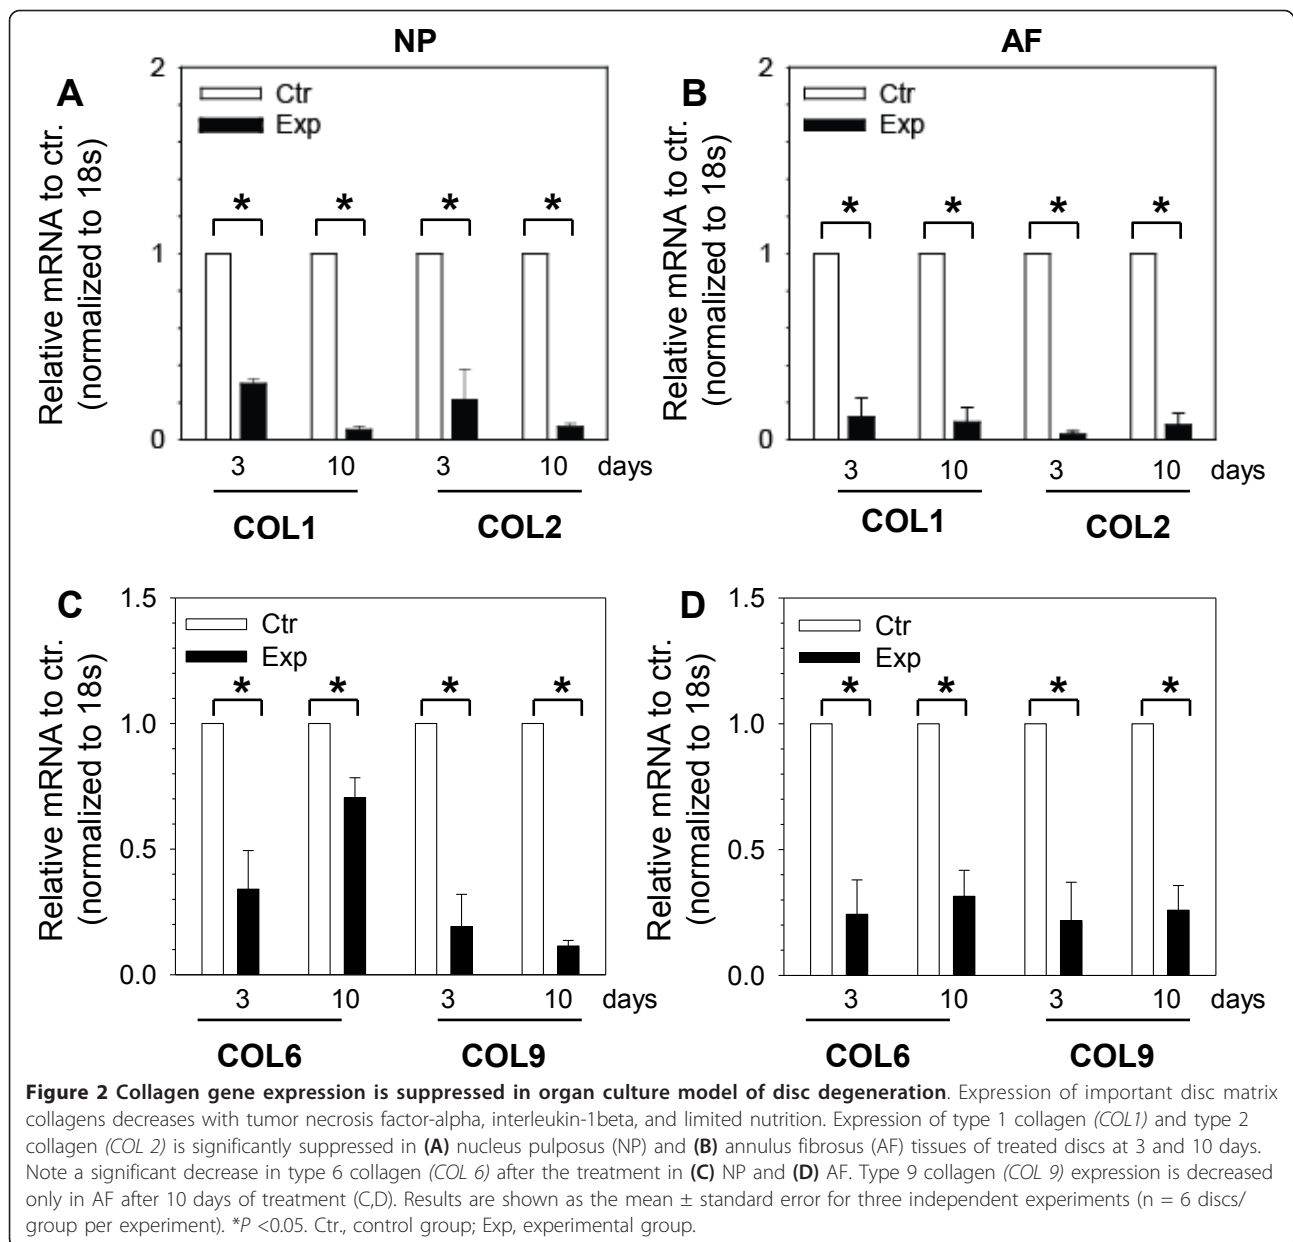 NP
AF
A
2
Ctr
Exp
Relative mRNA to ctr.
(normalized to 18s)
* * * *
1
0
3 10 3 10 days
COL1 COL2
B
2
Ctr
Exp
Relative mRNA to ctr.
(normalized to 18s)
* * * *
1
0
3 10 3 10 days
COL1 COL2
C
1.5
Ctr
Exp
Relative mRNA to ctr.
(normalized to 18s)
* * * *
1.0
0.5
0.0
3 10 3 10 days
COL6 COL9
D
1.5
Ctr
Exp
Relative mRNA to ctr.
(normalized to 18s)
* * * *
1.0
0.5
0.0
3 10 3 10 days
COL6 COL9
Figure 2 Collagen gene expression is suppressed in organ culture model of disc degeneration. Expression of important disc matrix
collagens decreases with tumor necrosis factor-alpha, interleukin-1beta, and limited nutrition. Expression of type 1 collagen (COL1) and type 2
collagen (COL 2) is significantly suppressed in (A) nucleus pulposus (NP) and (B) annulus fibrosus (AF) tissues of treated discs at 3 and 10 days.
Note a significant decrease in type 6 collagen (COL 6) after the treatment in (C) NP and (D) AF. Type 9 collagen (COL 9) expression is decreased
only in AF after 10 days of treatment (C,D). Results are shown as the mean ± standard error for three independent experiments (n = 6 discs/
group per experiment). *P <0.05. Ctr., control group; Exp, experimental group.